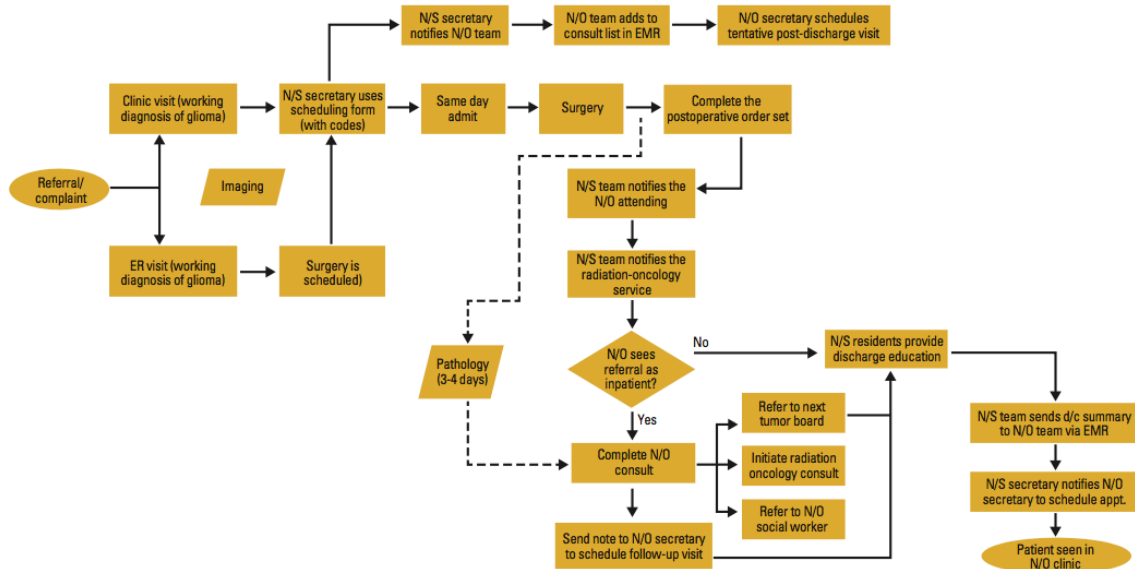 N/S secretary
notifies N/O team
N/O team adds to
consult list in EMR
N/O secretary schedules
tentative post-discharge visit
Clinic visit (working
diagnosis of glioma)
N/S secretary uses
scheduling form
(with codes)
Same day
admit
Surgery
Complete the
postoperative order set
Referral/
complaint
Imaging
N/S team notifies the
N/O attending
ER visit (working
diagnosis of glioma)
Surgery is
scheduled)
N/S team notifies the
radiation-oncology
service
Pathology
(3-4 days)
N/O sees
referral as
inpatient?
No
N/S residents provide
discharge education
Yes
Refer to next
tumor board
N/S team sends d/c summary
to N/O team via EMR
Complete N/O
consult
Initiate radiation
oncology consult
N/S secretary notifies N/O
secretary to schedule appt.
Refer to N/O
social worker
Send note to N/O secretary
to schedule follow-up visit
Patient seen in
N/O clinic